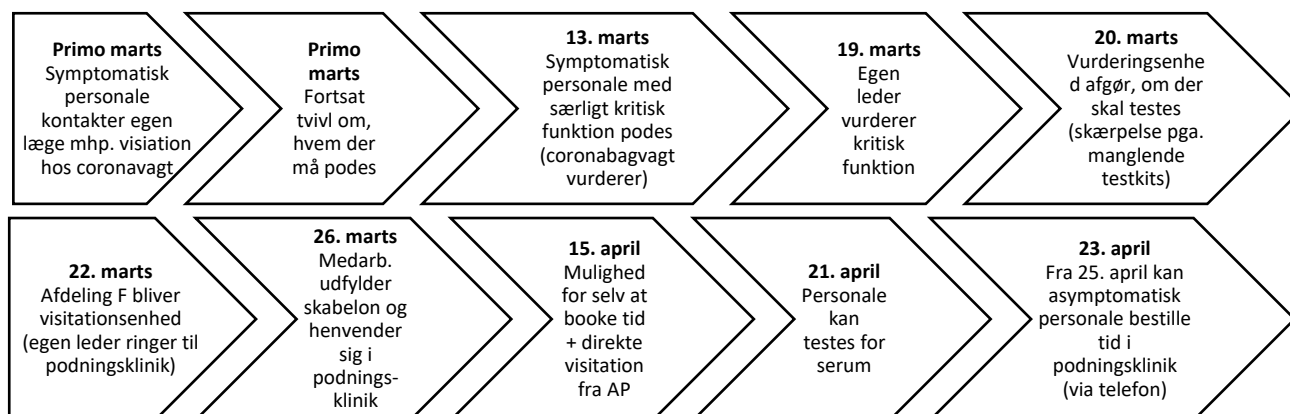 Primo marts
Symptomatisk
personale
kontakter egen
læge mhp. visiation
hos coronavagt
Primo
marts
Fortsat
tvivl om,
hvem der
må podes
13. marts
Symptomatisk
personale med
særligt kritisk
funktion podes
(coronabagvagt
vurderer)
19. marts
Egen
leder
vurderer
kritisk
funktion
20. marts
Vurderingsenhe
d afgør, om der
skal testes
(skærpelse pga.
manglende
testkits)
22. marts
Afdeling F bliver
visitationsenhed
(egen leder ringer til
podningsklinik)
26. marts
Medarb.
udfylder
skabelon og
henvender
sig i
podnings-
klinik
15. april
Mulighed
for selv at
booke tid
+ direkte
visitation
fra AP
21. april
Personale
kan
testes for
serum
23. april
Fra 25. april kan
asymptomatisk
personale bestille
tid i
podningsklinik
(via telefon)